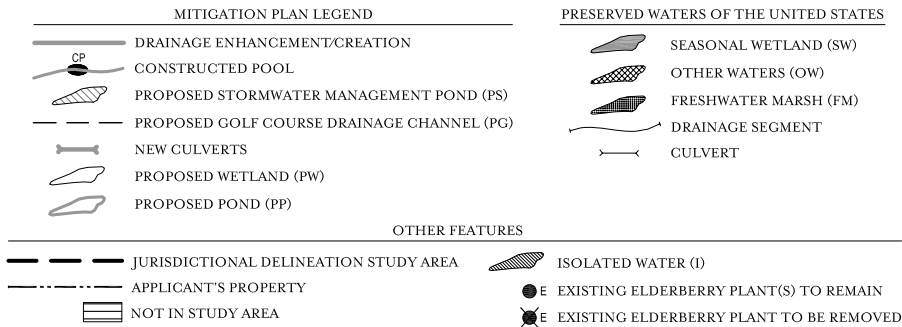 MITIGATION PLAN LEGEND
DRAINAGE ENHANCEMENT/CREATION
CP
CONSTRUCTED POOL
PROPOSED STORMWATER MANAGEMENT POND (PS)
PROPOSED GOLF COURSE DRAINAGE CHANNEL (PG)
NEW CULVERTS
PROPOSED WETLAND (PW)
PROPOSED POND (PP)
PRESERVED WATERS OF THE UNITED STATES
SEASONAL WETLAND (SW)
OTHER WATERS (OW)
FRESHWATER MARSH (FM)
DRAINAGE SEGMENT
CULVERT
OTHER FEATURES
JURISDICTIONAL DELINEATION STUDY AREA
APPLICANT'S PROPERTY
NOT IN STUDY AREA
ISOLATED WATER (I)
E EXISTING ELDERBERRY PLANT(S) TO REMAIN
E EXISTING ELDERBERRY PLANT TO BE REMOVED